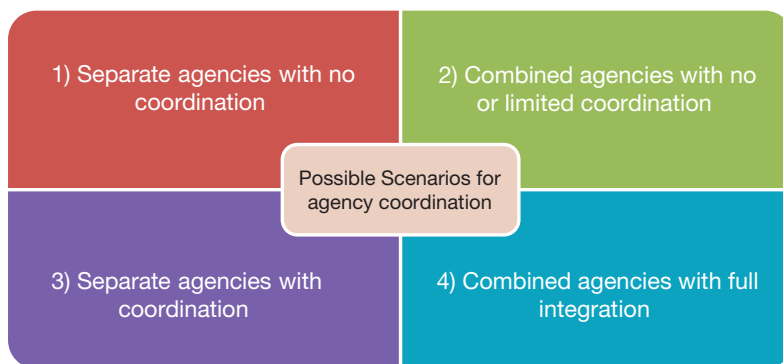 1) Separate agencies with no
coordination
2) Combined agencies with no
or limited coordination
Possible Scenarios for
agency coordination
3) Separate agencies with
coordination
4) Combined agencies with full
integration